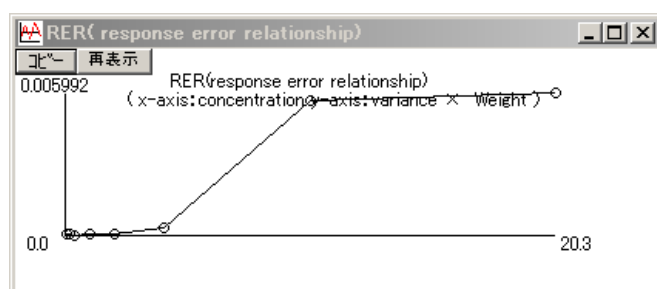 RER( response error relationship)
コピー 再表示
0.005992
RER(response error relationship)
( x-axis:concentration y-axis:variance × Weight )
0.0
20.3